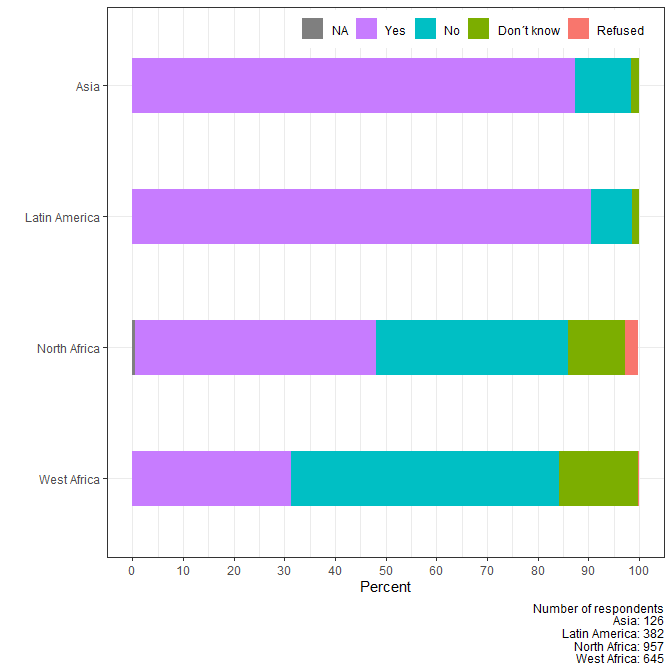 NA Yes No Don´t know Refused
Asia
Latin America
North Africa
West Africa
0 10 20 30 40 50 60 70 80 90 100
Percent
Number of respondents
Asia: 126
Latin America: 382
North Africa: 957
West Africa: 645